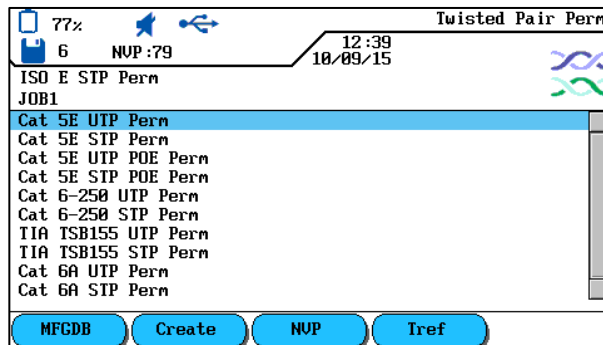 77% Twisted Pair Perm
6 NVP:79 12:39
10/09/15
ISO E STP Perm
JOB1
Cat 5E UTP Perm
Cat 5E STP Perm
Cat 5E UTP POE Perm
Cat 5E STP POE Perm
Cat 6-250 UTP Perm
Cat 6-250 STP Perm
TIA TSB155 UTP Perm
TIA TSB155 STP Perm
Cat 6A UTP Perm
Cat 6A STP Perm
MFGDB Create NVP Tref